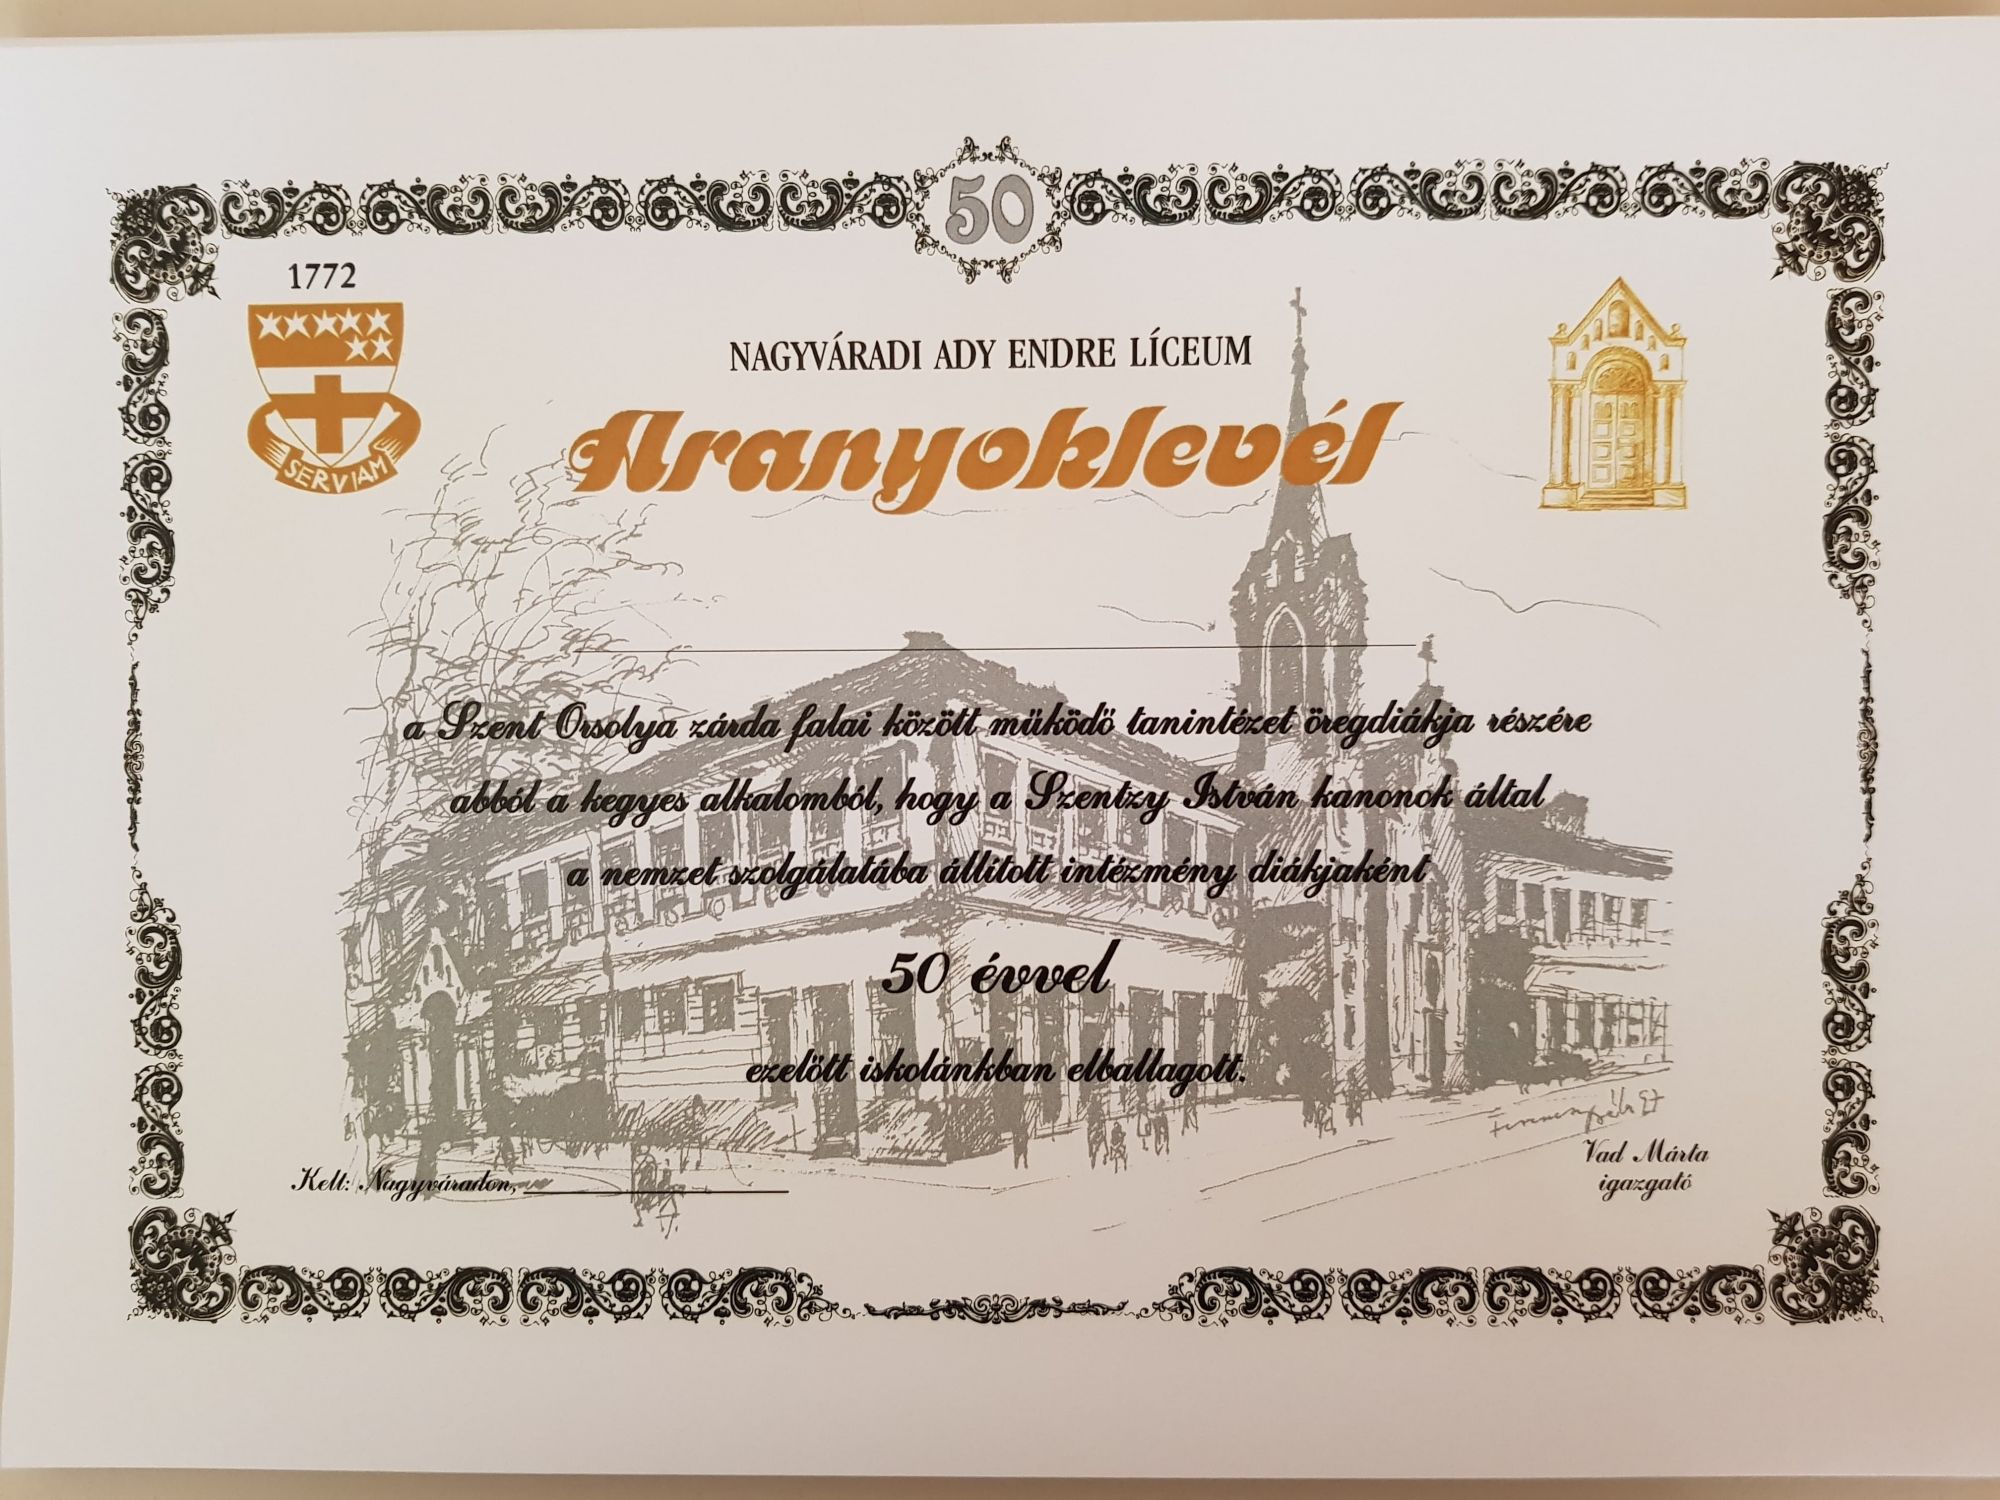 50
1772
SERVIAM
NAGYVÁRADI ADY ENDRE LÍCEUM
Aranyoklevél
a Szent Orsolya zárda falai között müködö tanintézet öregdiákja részére
abból a kegyes alkalomból, hogy a Szentzy István kanonok által
a nemzet szolgálatába állított intézmény diákjaként
50 évvel
ezelött iskolánkban elballagott.
Kelt: Nagyváradon,
Vad Márta
igazgató